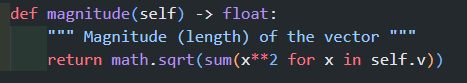 def magnitude(self) -> float:
    """ Magnitude (length) of the vector """
    return math.sqrt(sum(x**2 for x in self.v))